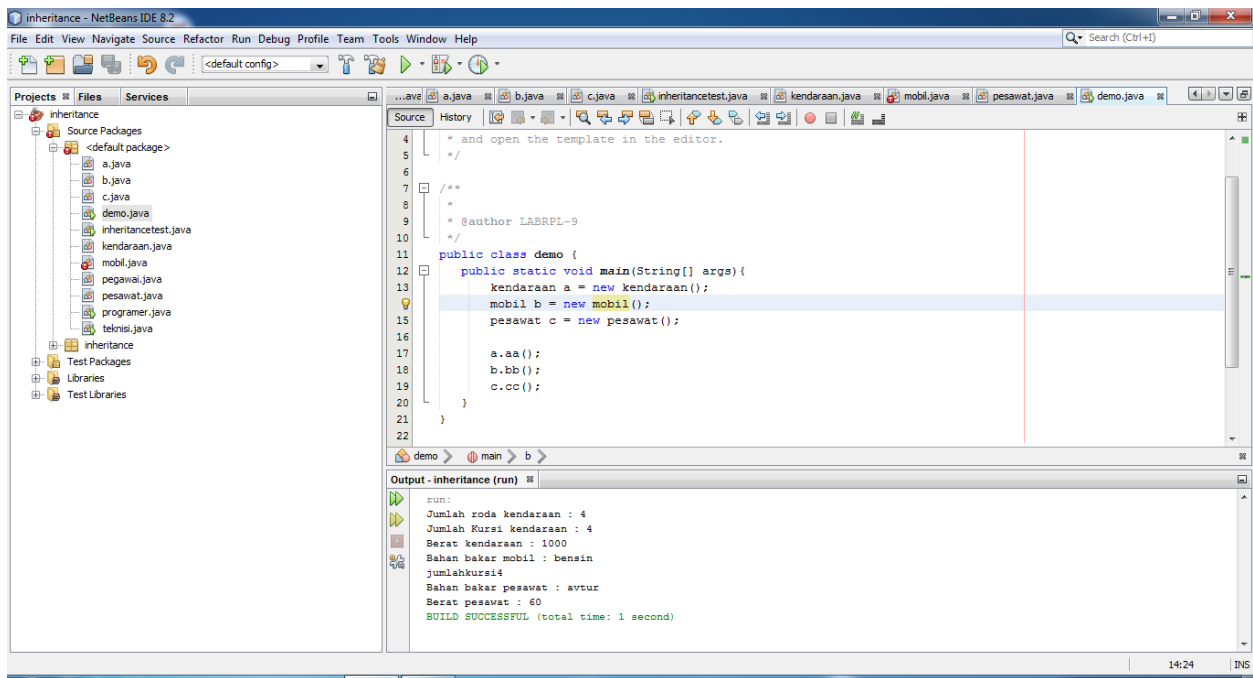 inheritance - NetBeans IDE 8.2
File Edit View Navigate Source Refactor Run Debug Profile Team Tools Window Help
Search (Ctrl+I)
<default config>
Projects Files Services
inheritance
Source Packages
<default package>
a.java
b.java
c.java
demo.java
inheritancetest.java
kendaraan.java
mobil.java
pegawai.java
pesawat.java
programer.java
teknisi.java
inheritance
Test Packages
Libraries
Test Libraries
...ava a.java b.java c.java inheritancetest.java kendaraan.java mobil.java pesawat.java demo.java
Source History
4 * and open the template in the editor.
5 */
6
7 /**
8 *
9 * @author LABRPL-9
10 */
11 public class demo {
12 public static void main(String[] args){
13 kendaraan a = new kendaraan();
mobil b = new mobil();
15 pesawat c = new pesawat();
16
17 a.aa();
18 b.bb();
19 c.cc();
20 }
21 }
22
demo main b
Output - inheritance (run)
run:
Jumlah roda kendaraan : 4
Jumlah Kursi kendaraan : 4
Berat kendaraan : 1000
Bahan bakar mobil : bensin
jumlahkursi4
Bahan bakar pesawat : avtur
Berat pesawat : 60
BUILD SUCCESSFUL (total time: 1 second)
14:24 INS